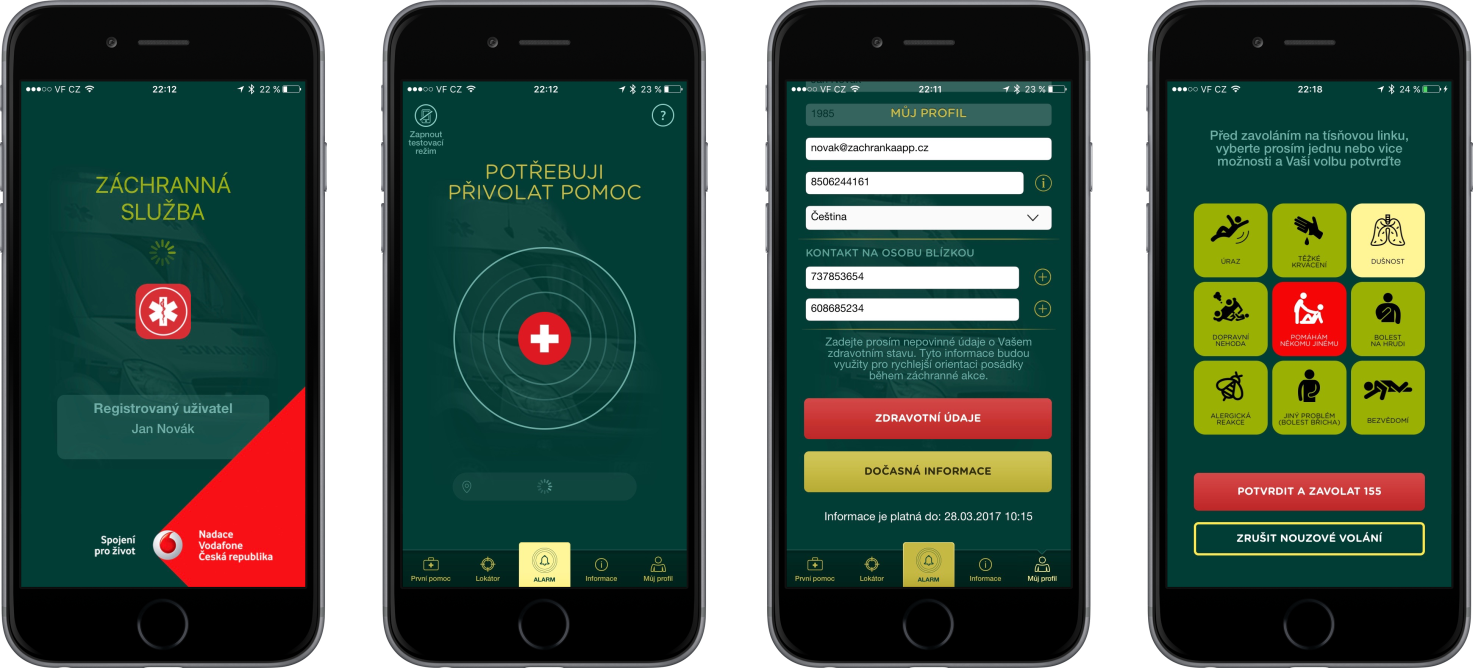 ●●●○○ VF CZ 22:12 22 %
ZÁCHRANNÁ
SLUŽBA
Registrovaný uživatel
Jan Novák
Spojení
pro život
Nadace
Vodafone
Česká republika
●●●○○ VF CZ 22:12 23 %
Zapnout
testovací
režim
?
POTŘEBUJI
PŘIVOLAT POMOC
První pomoc
Lokátor
ALARM
Informace
Můj profil
●●●○○ VF CZ 22:11 23 %
1985
MŮJ PROFIL
novak@zachrankaapp.cz
8506244161
Čeština
KONTAKT NA OSOBU BLÍZKOU
737853654
608685234
Zadejte prosím nepovinné údaje o Vašem
zdravotním stavu. Tyto informace budou
využity pro rychlejší orientaci posádky
během záchranné akce.
ZDRAVOTNÍ ÚDAJE
DOČASNÁ INFORMACE
Informace je platná do: 28.03.2017 10:15
První pomoc
Lokátor
ALARM
Informace
Můj profil
●●●○○ VF CZ 22:18 24 %
Před zavoláním na tísňovou linku,
vyberte prosím jednu nebo vice
možnosti a Vaší volbu potvrďte
ÚRAZ
TĚŽKÉ
KRVÁCENÍ
DUŠNOST
DOPRAVNÍ
NEHODA
POMÁHÁM
NĚKOMU JINÉMU
BOLEST
NA HRUDI
ALERGICKÁ
REAKCE
JINÝ PROBLÉM
(BOLEST BŘICHA)
BEZVĚDOMÍ
POTVRDIT A ZAVOLAT 155
ZRUŠIT NOUZOVÉ VOLÁNÍ